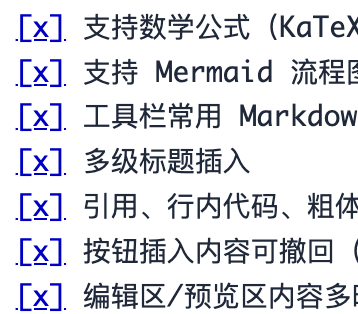 [x] 支持数学公式（KaTeX
[x] 支持 Mermaid 流程图
[x] 工具栏常用 Markdow
[x] 多级标题插入
[x] 引用、行内代码、粗体
[x] 按钮插入内容可撤回（
[x] 编辑区/预览区内容多